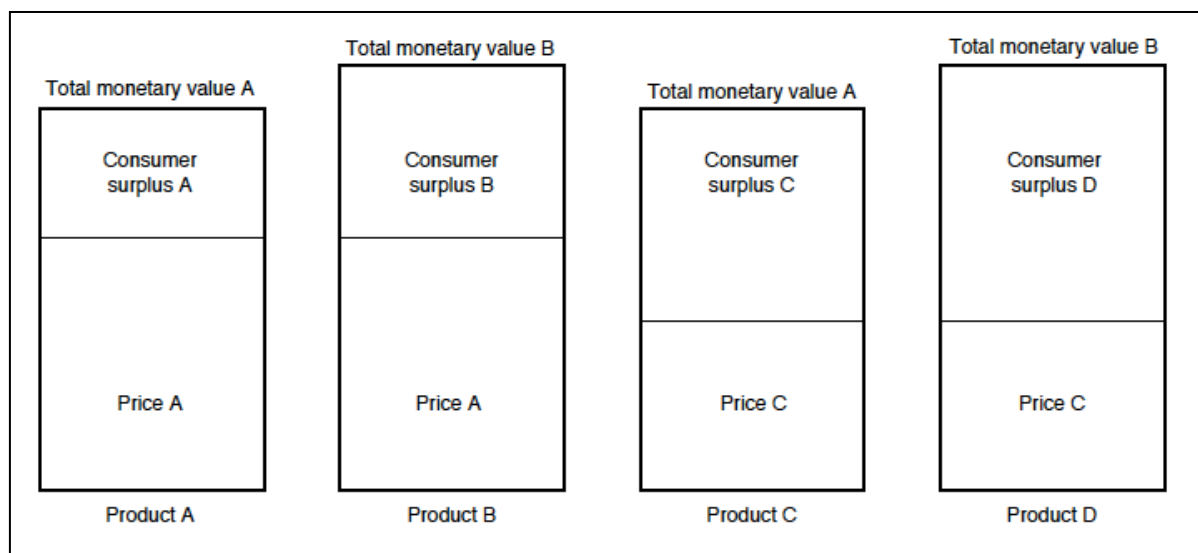 Total monetary value A
Consumer
surplus A
Price A
Product A
Total monetary value B
Consumer
surplus B
Price A
Product B
Total monetary value A
Consumer
surplus C
Price C
Product C
Total monetary value B
Consumer
surplus D
Price C
Product D